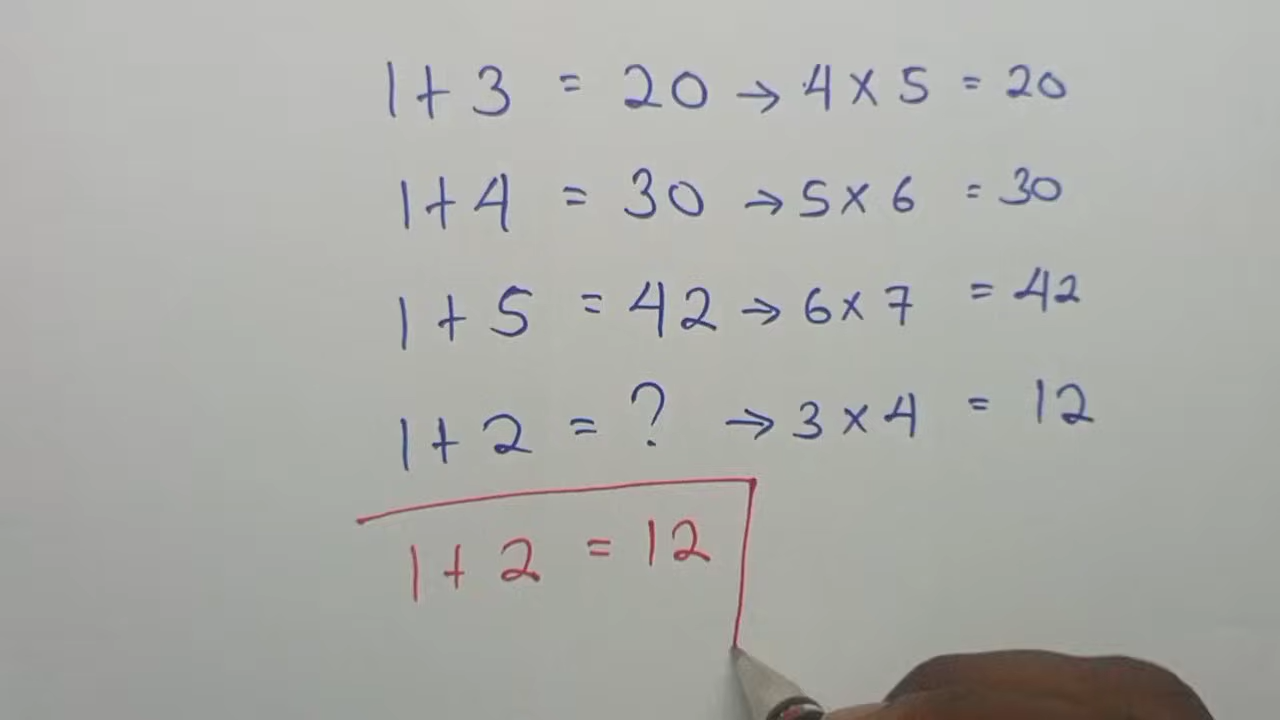 1 + 3 = 20 → 4 × 5 = 20
1 + 4 = 30 → 5 × 6 = 30
1 + 5 = 42 → 6 × 7 = 42
1 + 2 = ? → 3 × 4 = 12
1 + 2 = 12